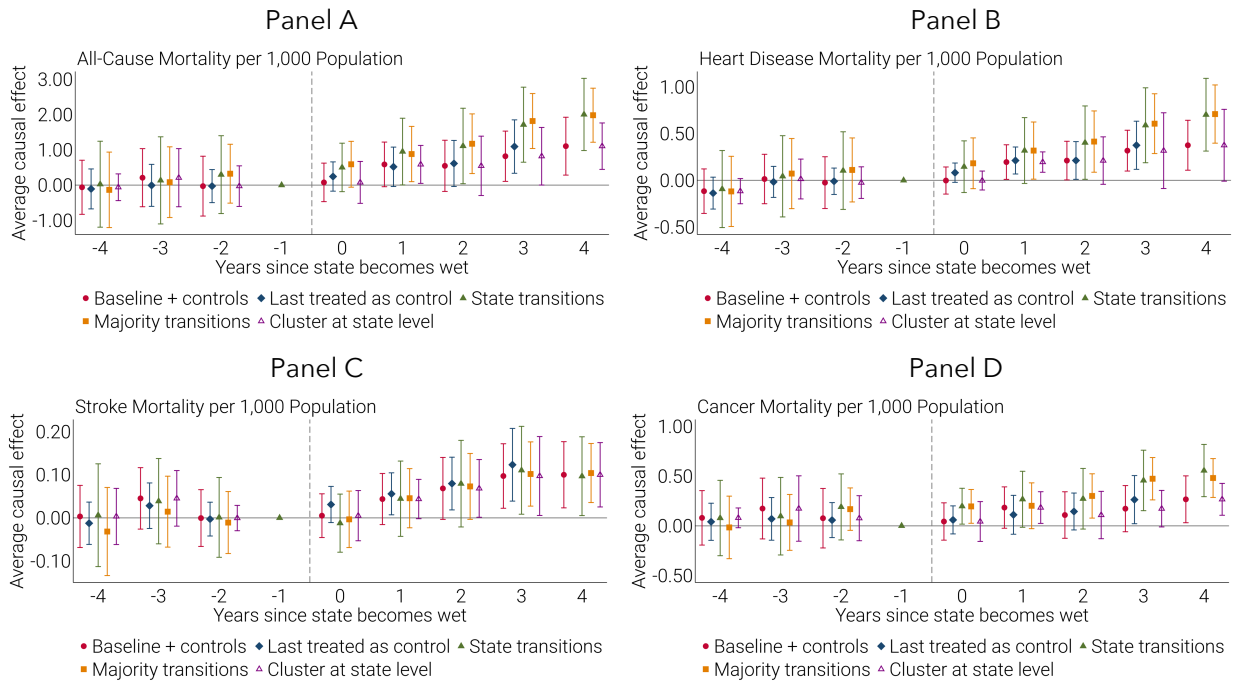 Panel A
All-Cause Mortality per 1,000 Population
Average causal effect
3.00
2.00
1.00
0.00
-1.00
-4 -3 -2 -1 0 1 2 3 4
Years since state becomes wet
Baseline + controls Last treated as control State transitions
Majority transitions Cluster at state level
Panel B
Heart Disease Mortality per 1,000 Population
Average causal effect
1.00
0.50
0.00
-0.50
-4 -3 -2 -1 0 1 2 3 4
Years since state becomes wet
Baseline + controls Last treated as control State transitions
Majority transitions Cluster at state level
Panel C
Stroke Mortality per 1,000 Population
Average causal effect
0.20
0.10
0.00
-0.10
-4 -3 -2 -1 0 1 2 3 4
Years since state becomes wet
Baseline + controls Last treated as control State transitions
Majority transitions Cluster at state level
Panel D
Cancer Mortality per 1,000 Population
Average causal effect
1.00
0.50
0.00
-0.50
-4 -3 -2 -1 0 1 2 3 4
Years since state becomes wet
Baseline + controls Last treated as control State transitions
Majority transitions Cluster at state level